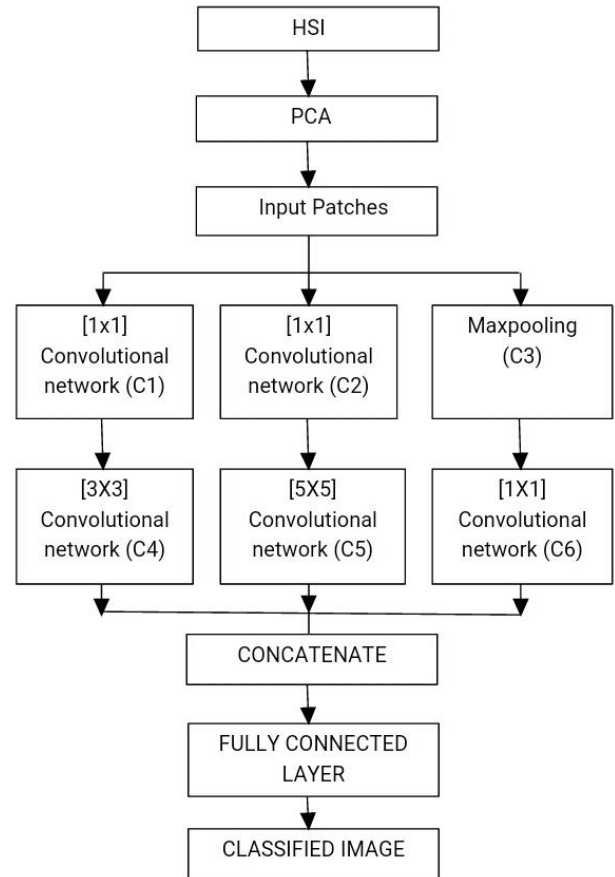 HSI
PCA
Input Patches
[1x1]
Convolutional
network (C1)
[1x1]
Convolutional
network (C2)
Maxpooling
(C3)
[3X3]
Convolutional
network (C4)
[5X5]
Convolutional
network (C5)
[1X1]
Convolutional
network (C6)
CONCATENATE
FULLY CONNECTED
LAYER
CLASSIFIED IMAGE